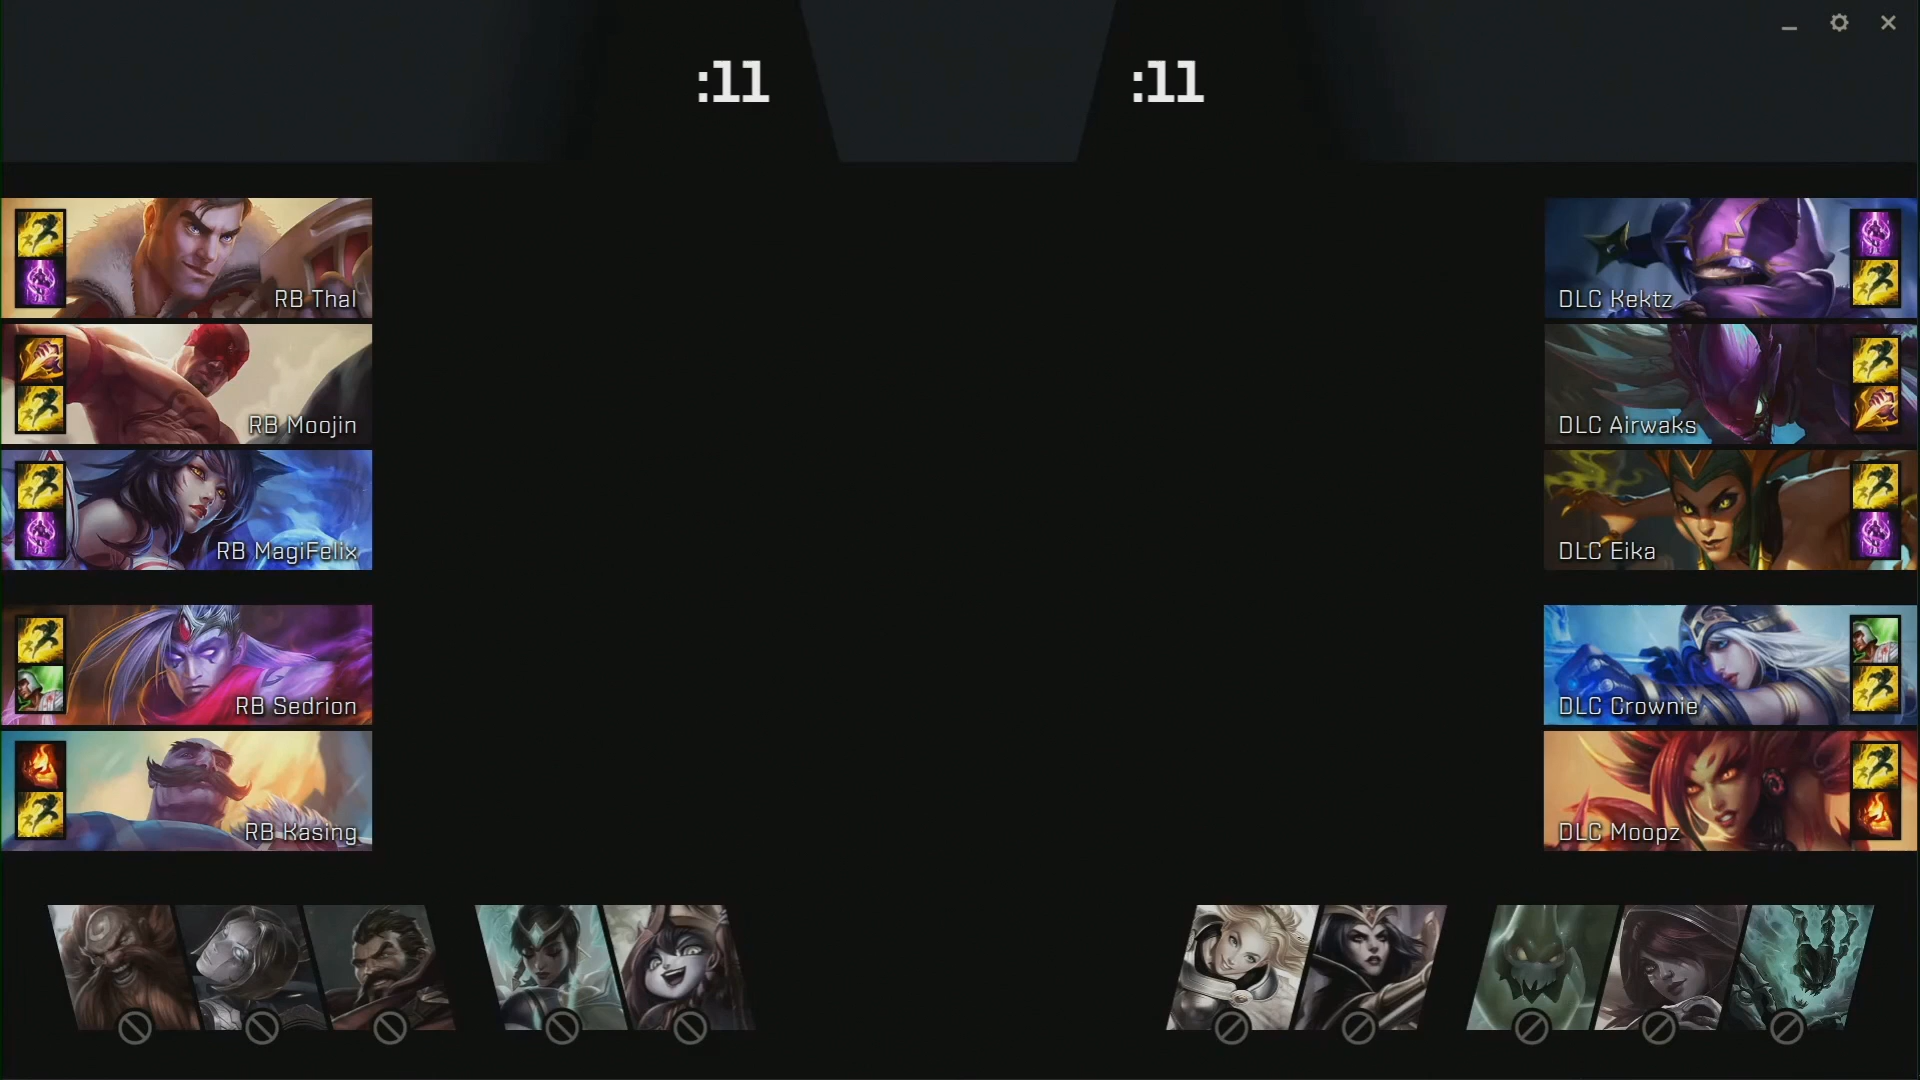 :11
:11
RB Thal
DLC Kektz
RB Moojin
DLC Airwaks
RB MagiFelix
DLC Eika
RB Sedrion
DLC Crownie
RB Kasing
DLC Moopz